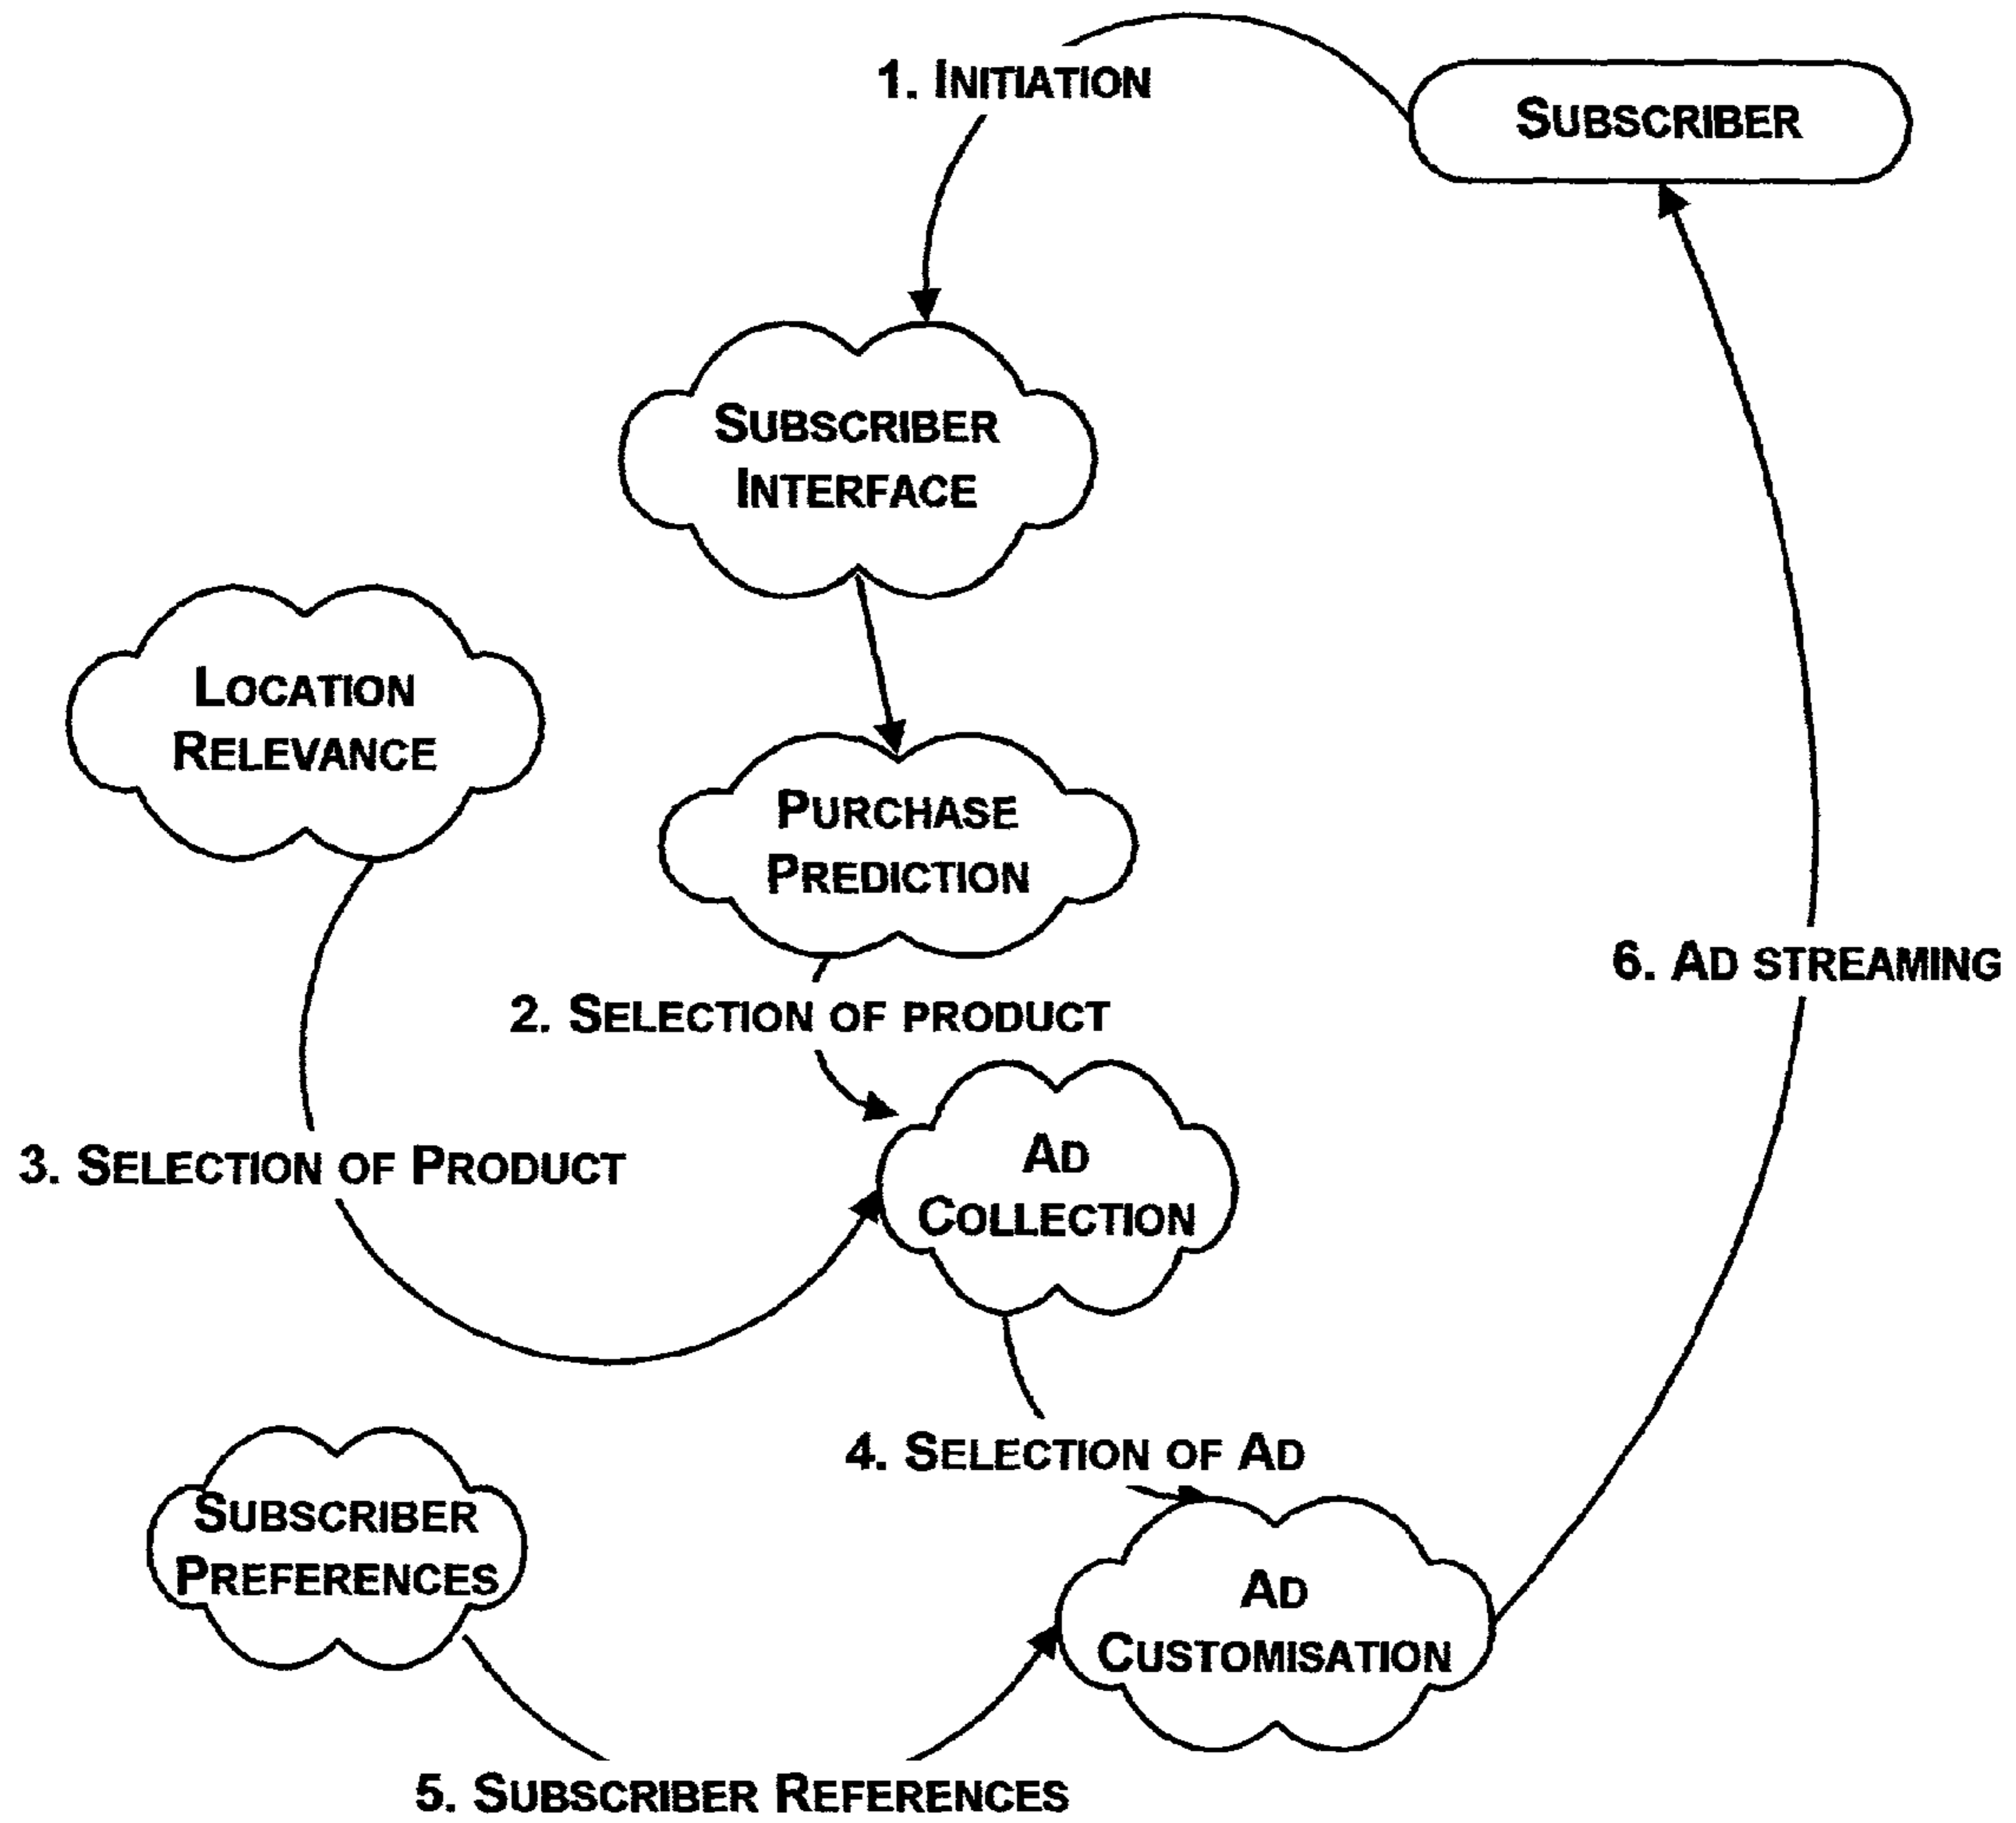 1. INITIATION
SUBSCRIBER
SUBSCRIBER
INTERFACE
LOCATION
RELEVANCE
PURCHASE
PREDICTION
6. AD STREAMING
2. SELECTION OF PRODUCT
AD
COLLECTION
3. SELECTION OF PRODUCT
4. SELECTION OF AD
SUBSCRIBER
PREFERENCES
AD
CUSTOMISATION
5. SUBSCRIBER REFERENCES